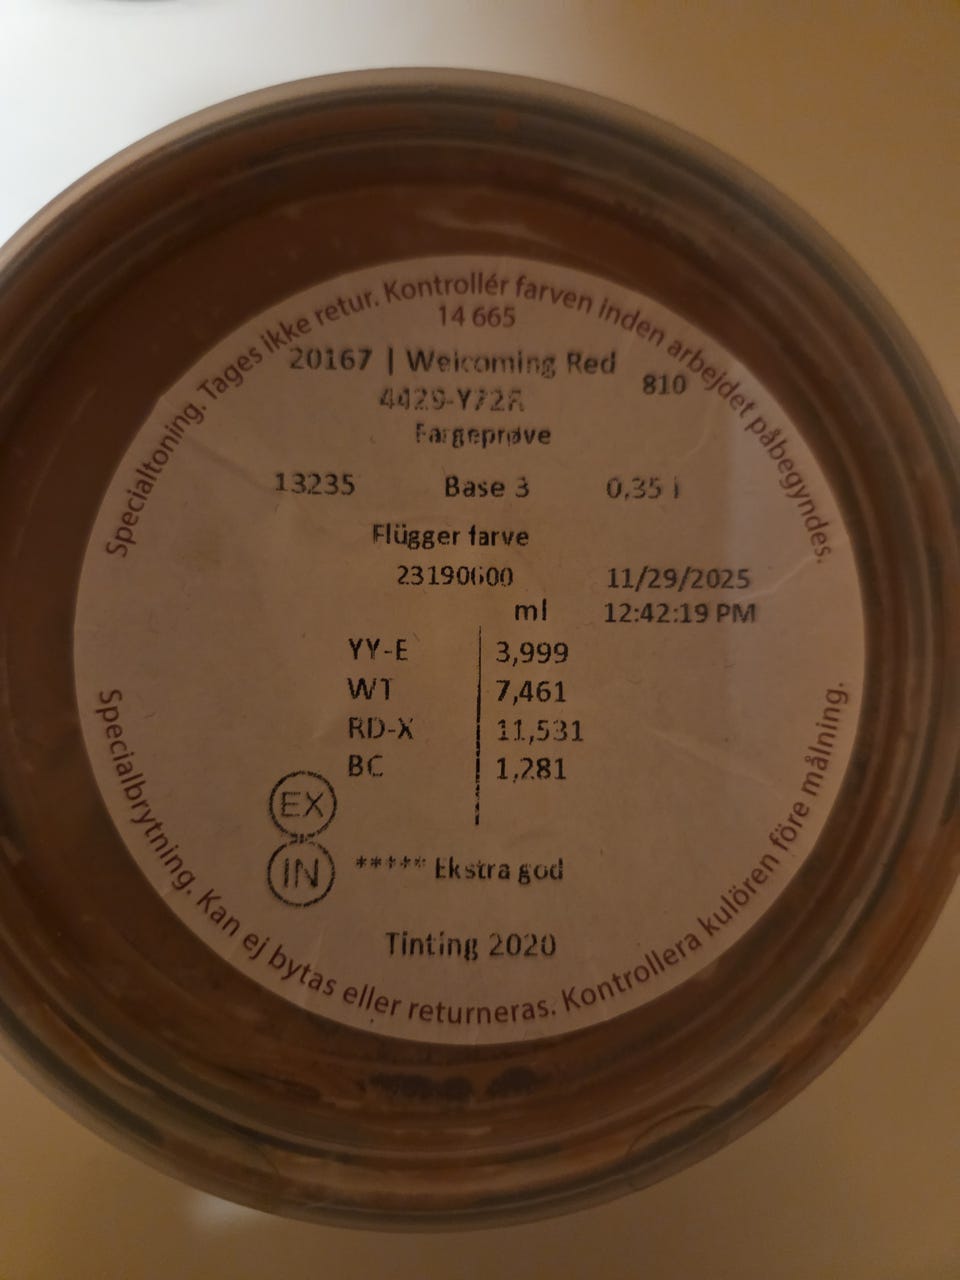 Specialtoning. Tages ikke retur. Kontrollér farven inden arbejdet påbegyndes.
14 665
20167 | Welcoming Red
810
4429-Y72R
Fargeprøve
13235 Base 3 0,35 l
Flügger farve
23190600 11/29/2025
ml 12:42:19 PM
YY-E 3,999
WT 7,461
RD-X 11,531
BC 1,281
EX
IN ***** Ekstra god
Tinting 2020
Specialbrytning. Kan ej bytas eller returneras. Kontrollera kulören före målning.